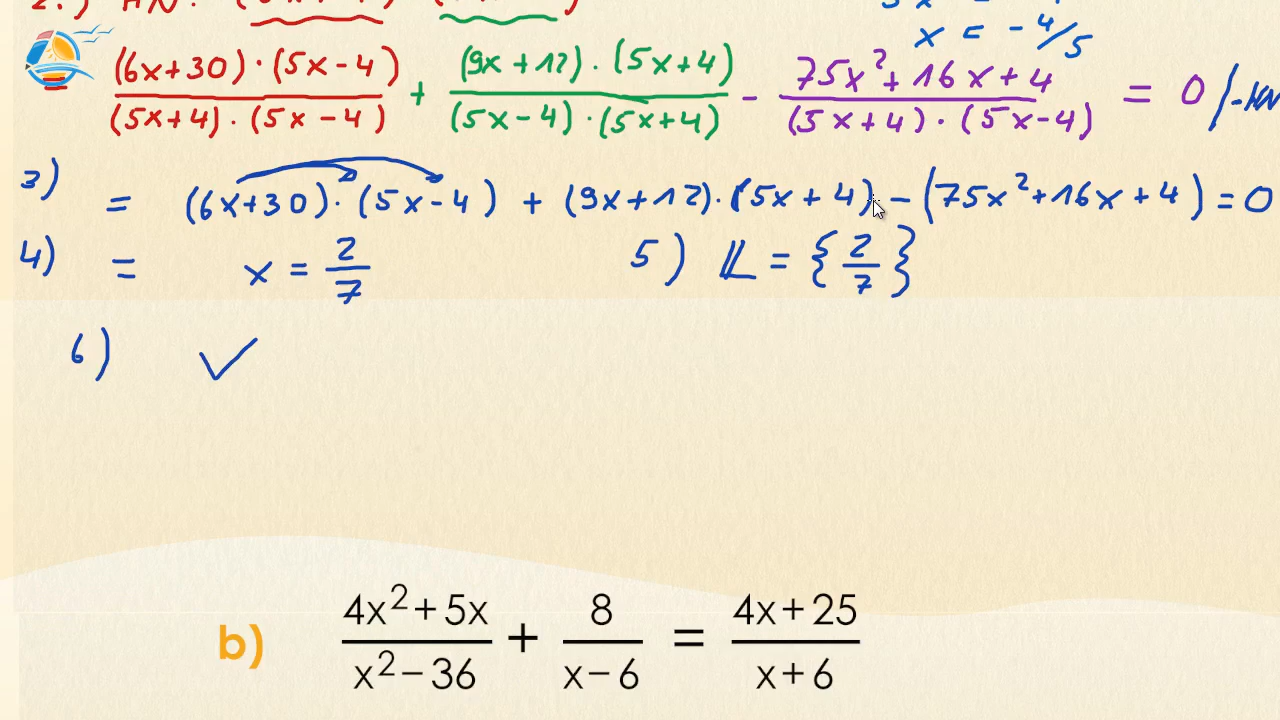 x = -4/5
(6x+30)·(5x-4)/(5x+4)·(5x-4) + (9x+12)·(5x+4)/(5x-4)·(5x+4) - 75x²+16x+4/(5x+4)·(5x-4) = 0 /·HN
3) = (6x+30)·(5x-4) + (9x+12)·(5x+4) - (75x²+16x+4) = 0
4) = x = 2/7 5) 𝕃 = {2/7}
6) ✓
b) 4x²+5x/x²-36 + 8/x-6 = 4x+25/x+6